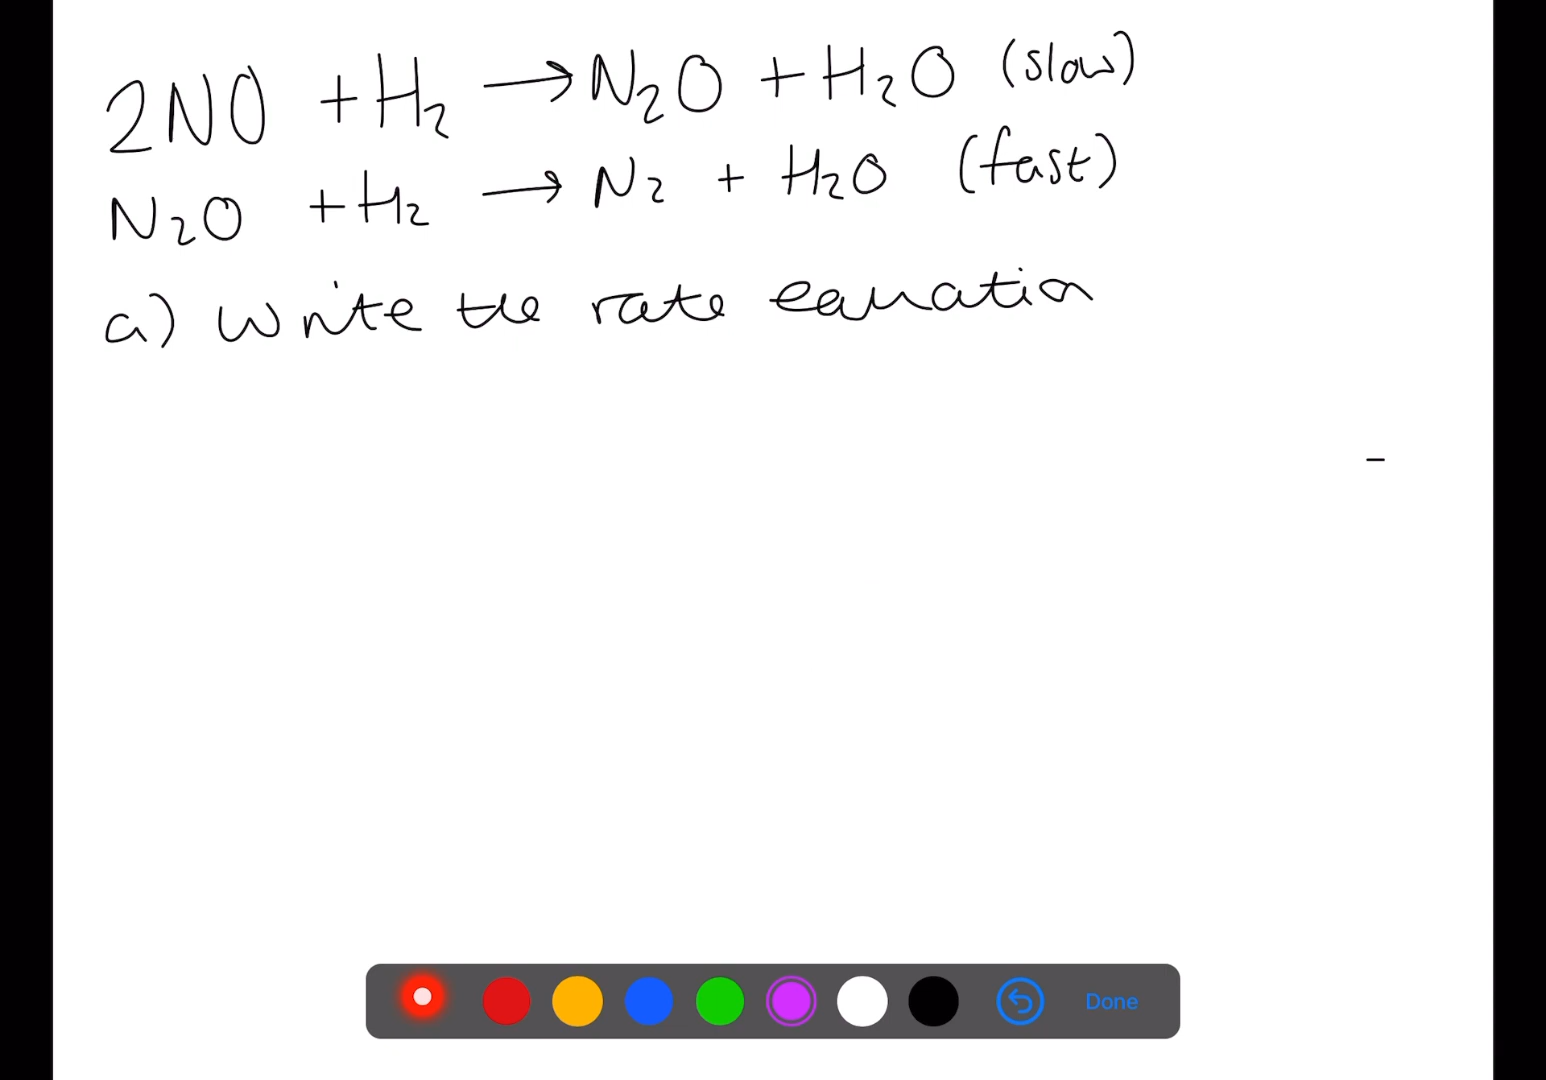 2NO + H₂ → N₂O + H₂O (slow)
N₂O + H₂ → N₂ + H₂O (fast)
a) Write the rate equation
Done